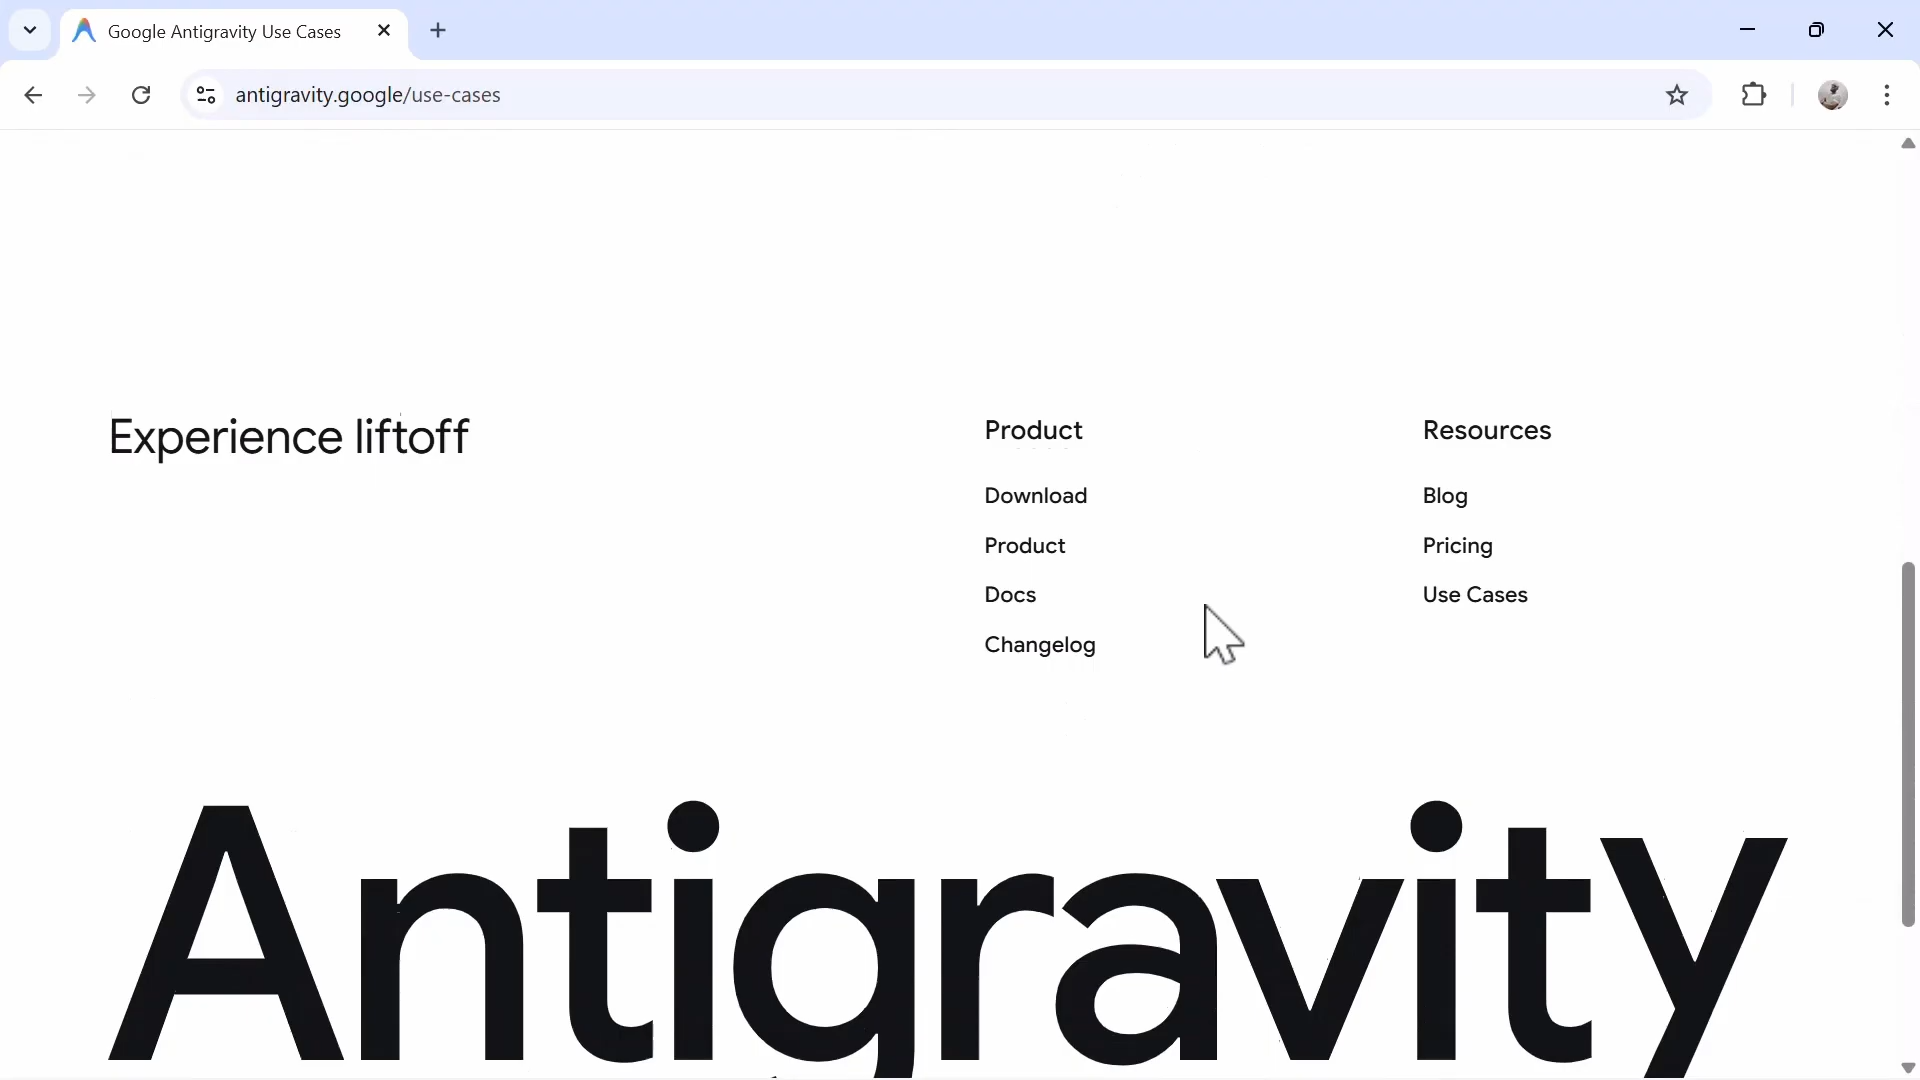 Google Antigravity Use Cases
antigravity.google/use-cases
Experience liftoff
Product
Download
Product
Docs
Changelog
Resources
Blog
Pricing
Use Cases
Antigravity